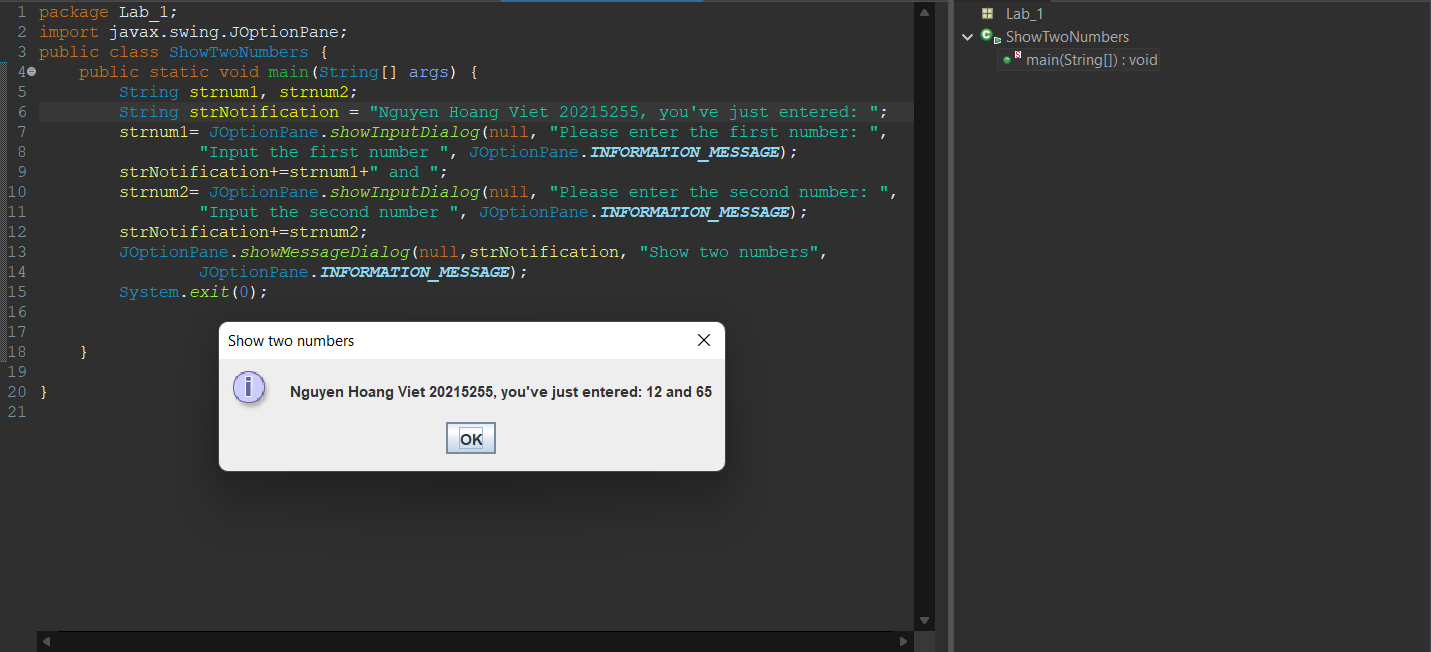 1 package Lab_1;
2 import javax.swing.JOptionPane;
3 public class ShowTwoNumbers {
4 public static void main(String[] args) {
5 String strnum1, strnum2;
6 String strNotification = "Nguyen Hoang Viet 20215255, you've just entered: ";
7 strnum1= JOptionPane.showInputDialog(null, "Please enter the first number: ",
8 "Input the first number ", JOptionPane.INFORMATION_MESSAGE);
9 strNotification+=strnum1+" and ";
10 strnum2= JOptionPane.showInputDialog(null, "Please enter the second number: ",
11 "Input the second number ", JOptionPane.INFORMATION_MESSAGE);
12 strNotification+=strnum2;
13 JOptionPane.showMessageDialog(null,strNotification, "Show two numbers",
14 JOptionPane.INFORMATION_MESSAGE);
15 System.exit(0);
16
17
18 }
19
20 }
21
Show two numbers
Nguyen Hoang Viet 20215255, you've just entered: 12 and 65
OK
Lab_1
ShowTwoNumbers
main(String[]) : void